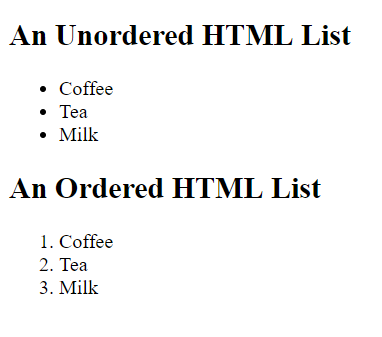 An Unordered HTML List
• Coffee
• Tea
• Milk
An Ordered HTML List
1. Coffee
2. Tea
3. Milk